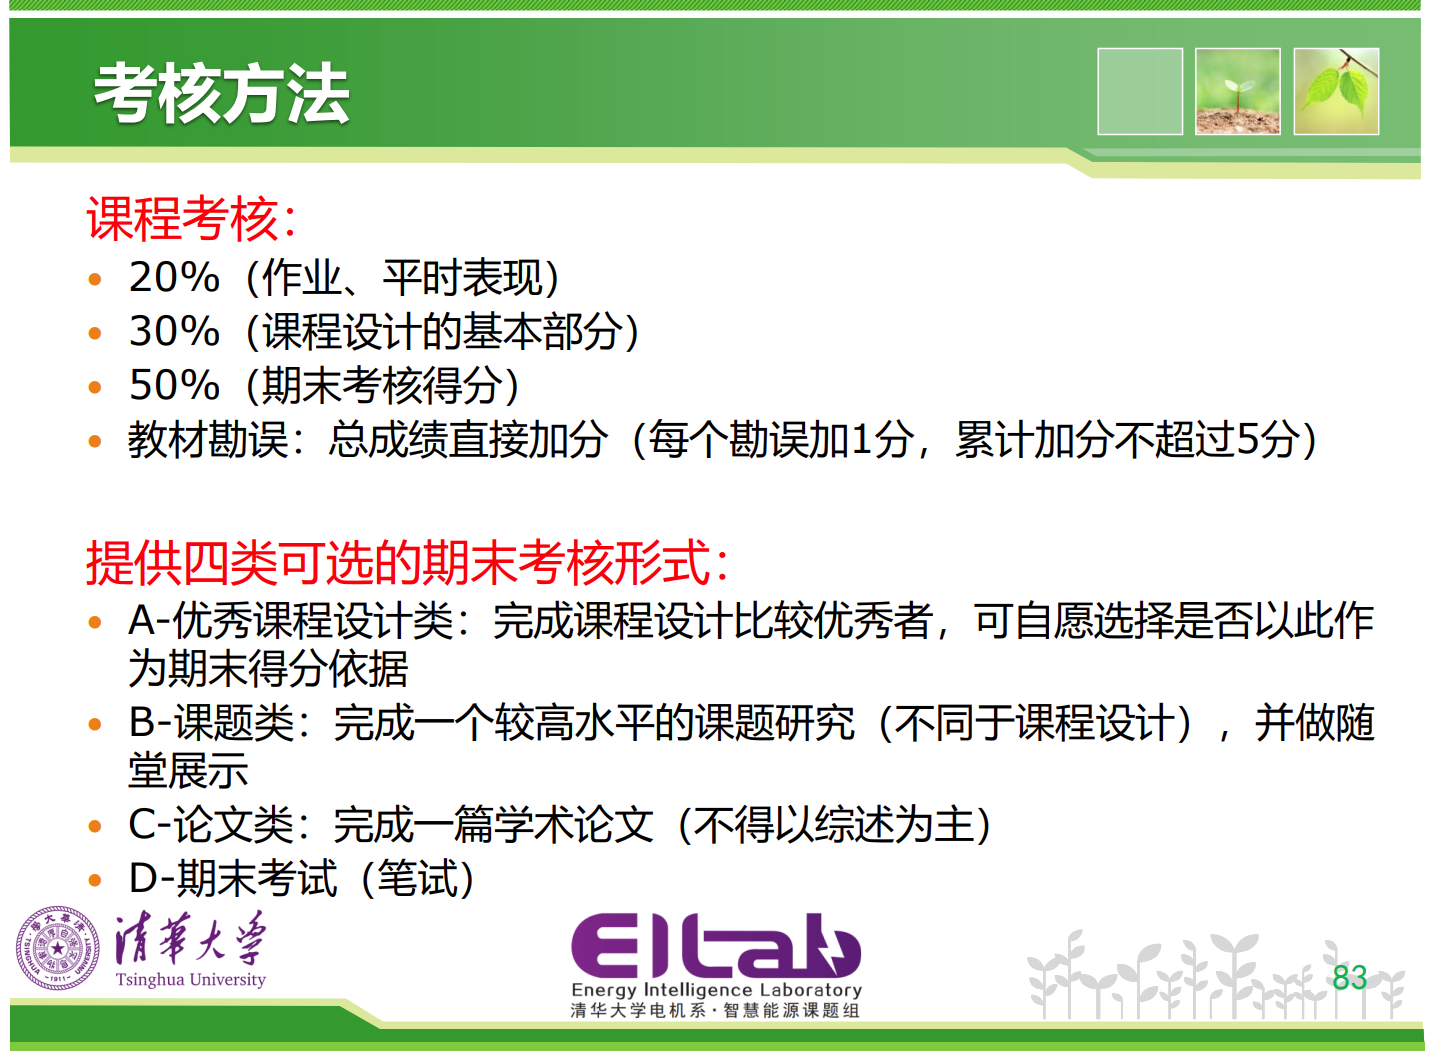 考核方法
课程考核：
• 20%（作业、平时表现）
• 30%（课程设计的基本部分）
• 50%（期末考核得分）
• 教材勘误：总成绩直接加分（每个勘误加1分，累计加分不超过5分）
提供四类可选的期末考核形式：
• A-优秀课程设计类：完成课程设计比较优秀者，可自愿选择是否以此作
为期末得分依据
• B-课题类：完成一个较高水平的课题研究（不同于课程设计），并做随
堂展示
• C-论文类：完成一篇学术论文（不得以综述为主）
• D-期末考试（笔试）
清華大学
Tsinghua University
TSINGHUA UNIVERSITY
1911
EILab
Energy Intelligence Laboratory
清华大学电机系·智慧能源课题组
83